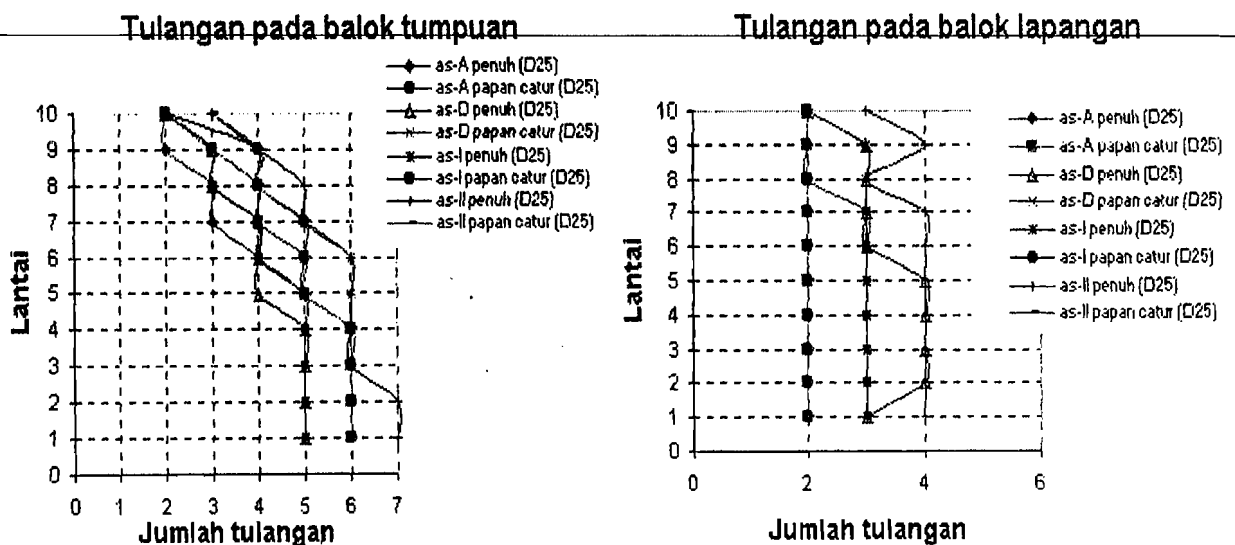 Tulangan pada balok tumpuan
as-A penuh (D25)
as-A papan catur (D25)
as-D penuh (D25)
as-D papan catur (D25)
as-I penuh (D25)
as-I papan catur (D25)
as-II penuh (D25)
as-II papan catur (D25)
Lantai
10
9
8
7
6
5
4
3
2
1
0
0 1 2 3 4 5 6 7
Jumlah tulangan
Tulangan pada balok lapangan
as-A penuh (D25)
as-A papan catur (D25)
as-D penuh (D25)
as-D papan catur (D25)
as-I penuh (D25)
as-I papan catur (D25)
as-II penuh (D25)
as-II papan catur (D25)
Lantai
10
9
8
7
6
5
4
3
2
1
0
0 2 4 6
Jumlah tulangan